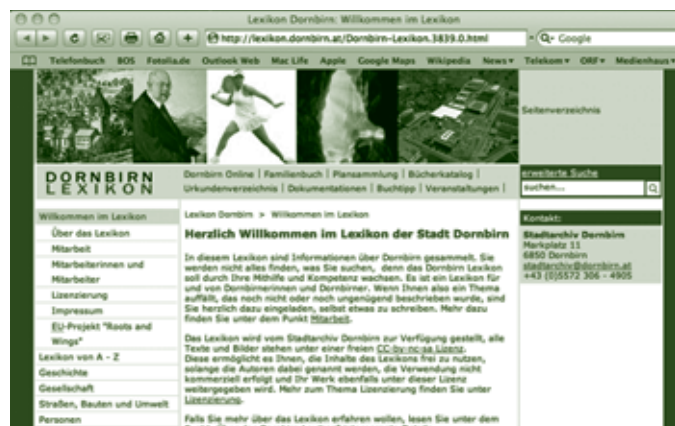 Lexikon Dornbirn: Willkommen im Lexikon
http://lexikon.dornbirn.at/Dornbirn-Lexikon.3839.0.html
Google
Telefonbuch BOS Fotolia.de Outlook Web Mac Life Apple Google Maps Wikipedia News Telekom ORF Medienhaus
Seitenverzeichnis
DORNBIRN
LEXIKON
Dornbirn Online | Familienbuch | Plansammlung | Bücherkatalog |
Urkundenverzeichnis | Dokumentationen | Buchtipp | Veranstaltungen |
erweiterte Suche
suchen...
Willkommen im Lexikon
Über das Lexikon
Mitarbeit
Mitarbeiterinnen und
Mitarbeiter
Lizenzierung
Impressum
EU-Projekt "Roots and
Wings"
Lexikon von A - Z
Geschichte
Gesellschaft
Straßen, Bauten und Umwelt
Personen
Lexikon Dornbirn > Willkommen im Lexikon
Herzlich Willkommen im Lexikon der Stadt Dornbirn
In diesem Lexikon sind Informationen über Dornbirn gesammelt. Sie
werden nicht alles finden, was Sie suchen, denn das Dornbirn Lexikon
soll durch Ihre Mithilfe und Kompetenz wachsen. Es ist ein Lexikon für
und von Dornbirnerinnen und Dornbirner. Wenn Ihnen also ein Thema
auffällt, das noch nicht oder noch ungenügend beschrieben wurde, sind
Sie herzlich dazu eingeladen, selbst etwas zu schreiben. Mehr dazu
finden Sie unter dem Punkt Mitarbeit.
Das Lexikon wird vom Stadtarchiv Dornbirn zur Verfügung gestellt, alle
Texte und Bilder stehen unter einer freien CC-by-nc-sa Lizenz.
Diese ermöglicht es Ihnen, die Inhalte des Lexikons frei zu nutzen,
solange die Autoren dabei genannt werden, die Verwendung nicht
kommerziell erfolgt und Ihr Werk ebenfalls unter dieser Lizenz
weitergegeben wird. Mehr zum Thema Lizenzierung finden Sie unter
Lizenzierung.
Falls Sie mehr über das Lexikon erfahren wollen, lesen Sie unter dem
Kontakt:
Stadtarchiv Dornbirn
Markplatz 11
6850 Dornbirn
stadtarchiv@dornbirn.at
+43 (0)5572 306 - 4905